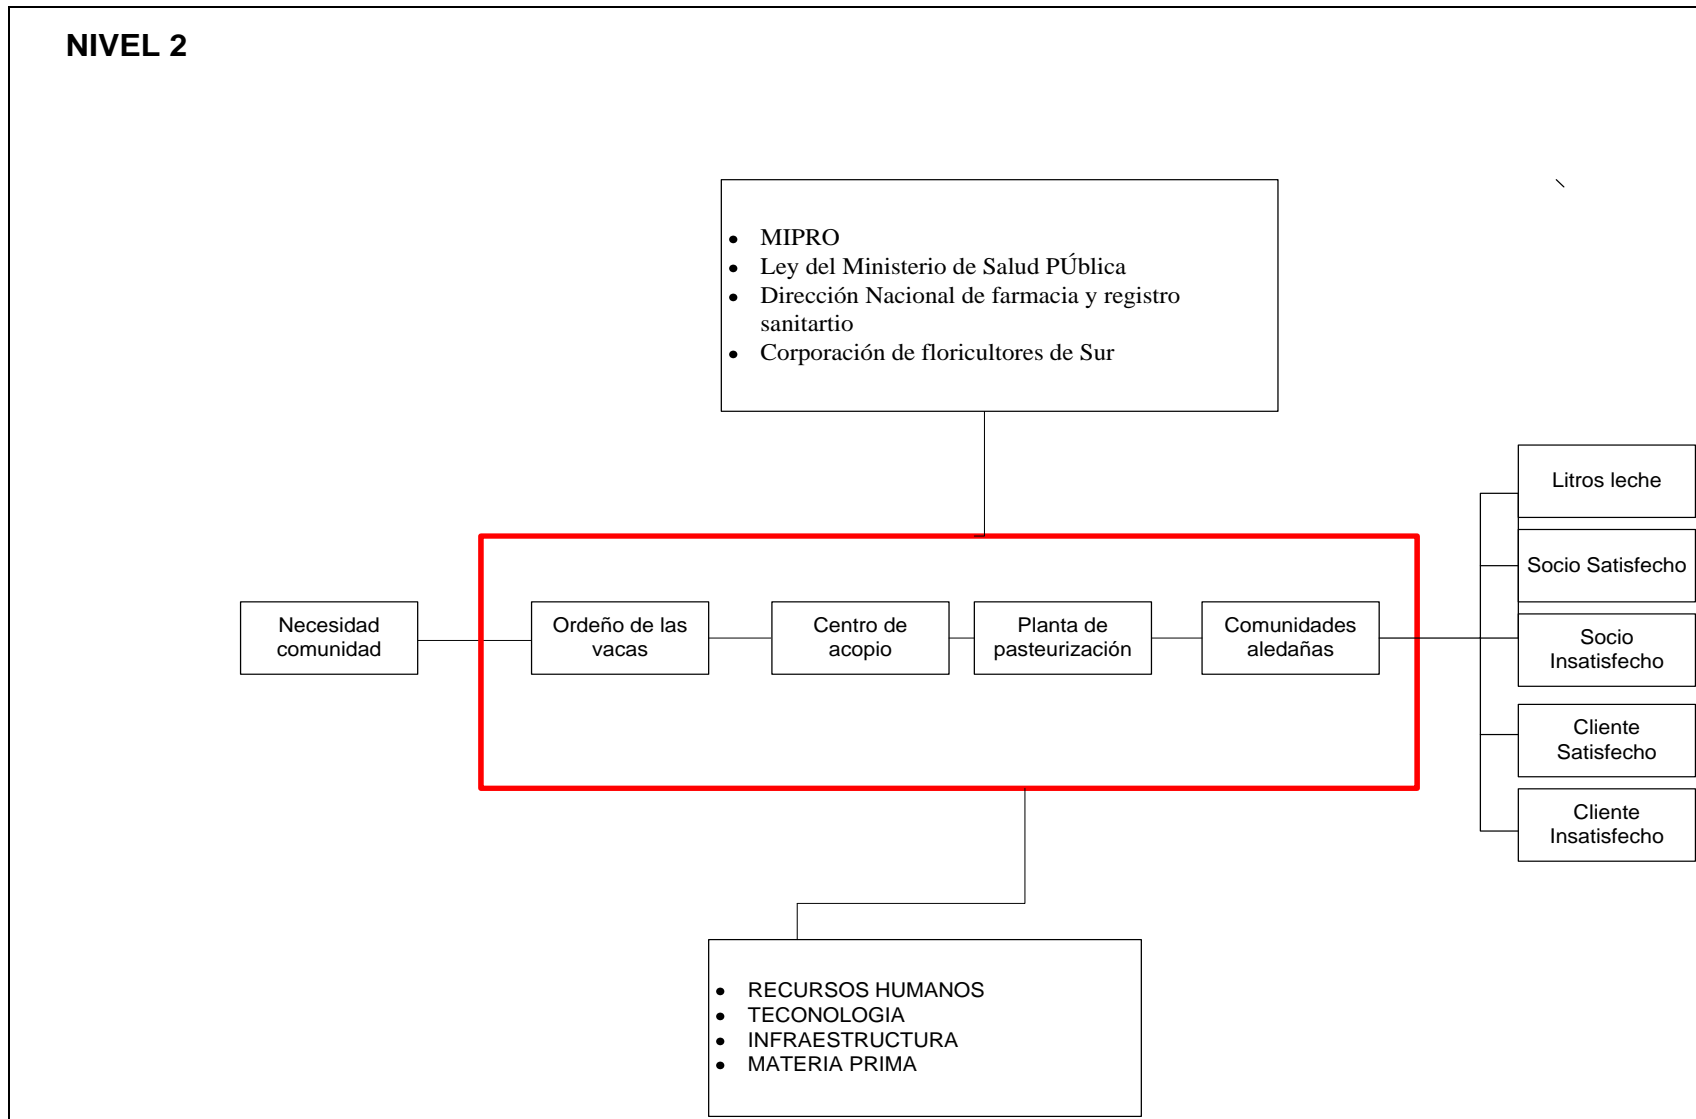 NIVEL 2
MIPRO
Ley del Ministerio de Salud PÚblica
Dirección Nacional de farmacia y registro
sanitartio
Corporación de floricultores de Sur
Necesidad
comunidad
Ordeño de las
vacas
Centro de
acopio
Planta de
pasteurización
Comunidades
aledañas
Litros leche
Socio Satisfecho
Socio
Insatisfecho
Cliente
Satisfecho
Cliente
Insatisfecho
RECURSOS HUMANOS
TECONOLOGIA
INFRAESTRUCTURA
MATERIA PRIMA